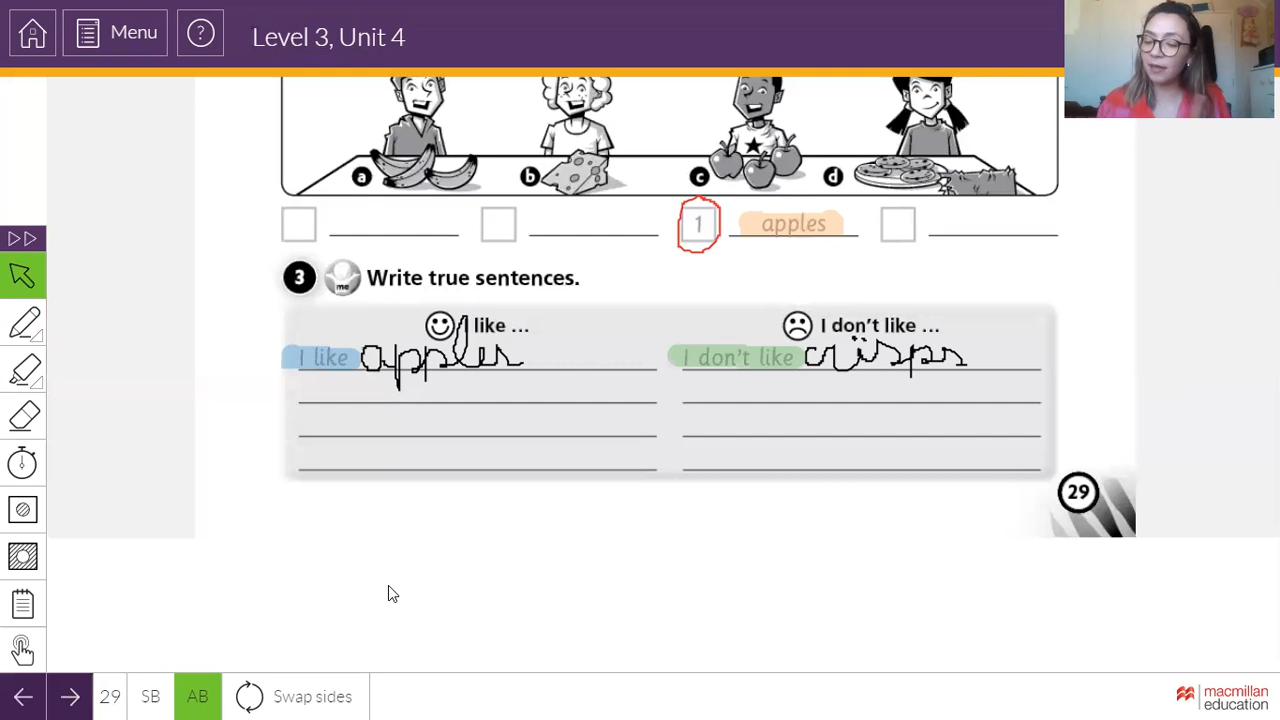 Menu
?
Level 3, Unit 4
a
b
c
d
1 apples
3 me Write true sentences.
I like ...
I don't like ...
I like apples
I don't like crisps
29
29
SB
AB
Swap sides
macmillan
education